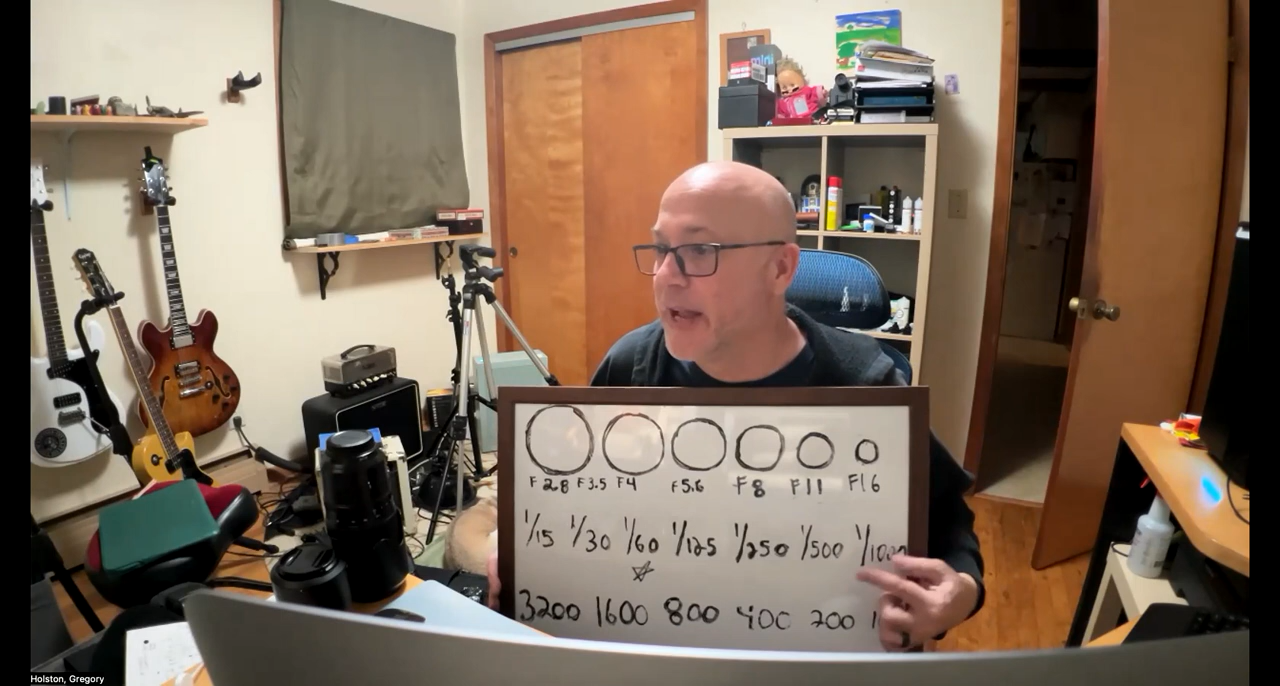 F 2.8 F3.5 F4 F5.6 F8 F11 F16
1/15 1/30 1/60 1/125 1/250 1/500 1/1000
3200 1600 800 400 200
Holston, Gregory